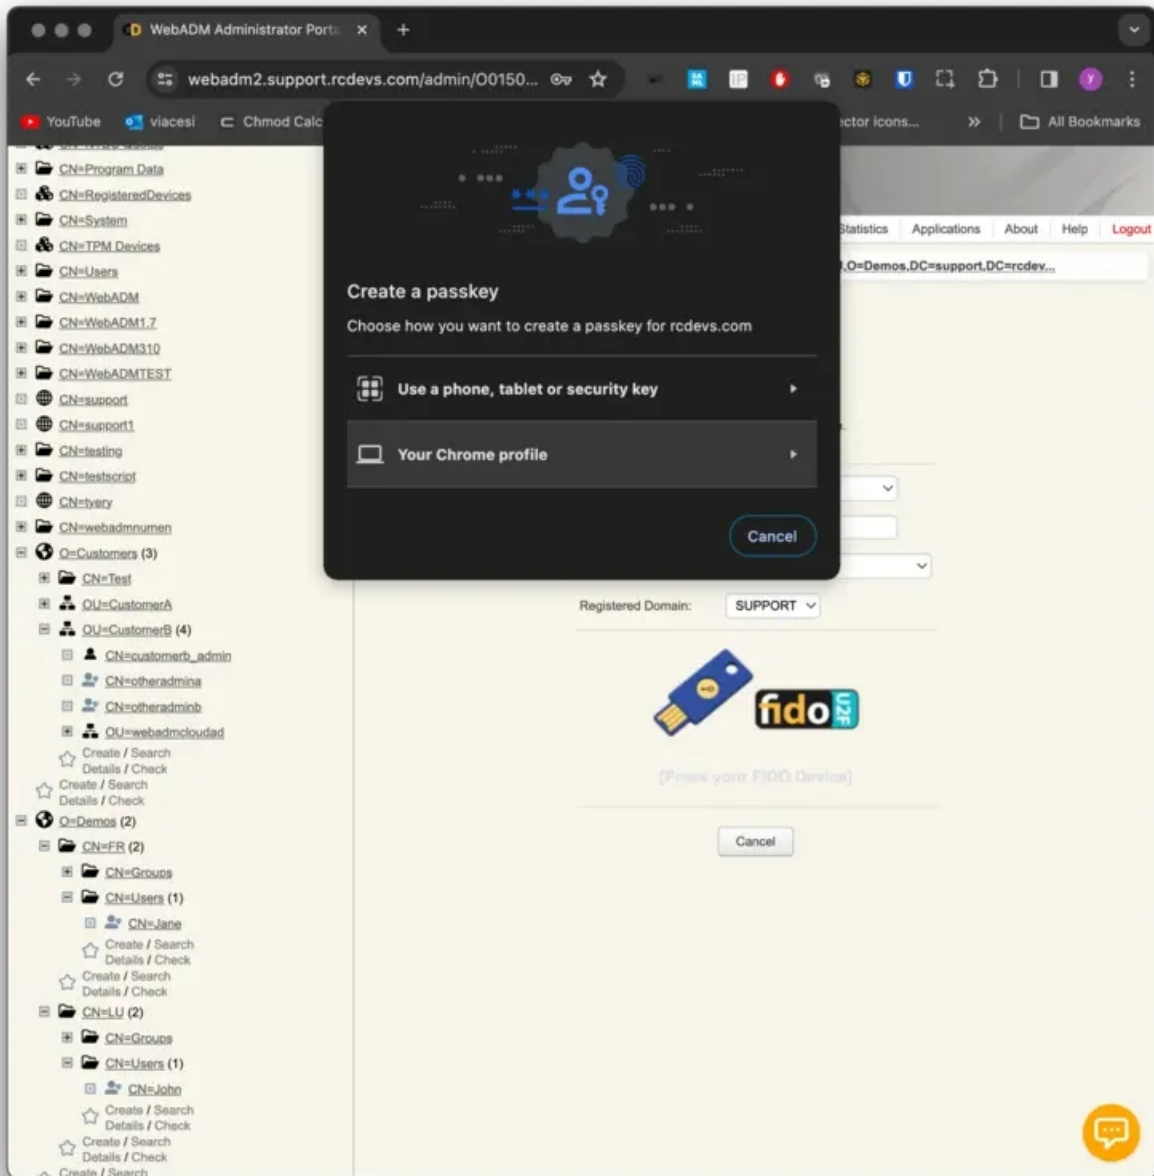 WebADM Administrator Porta
webadm2.support.rcdevs.com/admin/O0150...
YouTube
viacesi
Chmod Calc
ector icons...
All Bookmarks
CN=Program Data
CN=RegisteredDevices
CN=System
CN=TPM Devices
CN=Users
CN=WebADM
CN=WebADM1.7
CN=WebADM310
CN=WebADMTEST
CN=support
CN=support1
CN=testing
CN=testscript
CN=tyery
CN=webadmnumen
O=Customers (3)
CN=Test
OU=CustomerA
OU=CustomerB (4)
CN=customerb_admin
CN=otheradmina
CN=otheradminb
OU=webadmcloudad
Create / Search
Details / Check
Create / Search
Details / Check
O=Demos (2)
CN=FR (2)
CN=Groups
CN=Users (1)
CN=Jane
Create / Search
Details / Check
Create / Search
Details / Check
CN=LU (2)
CN=Groups
CN=Users (1)
CN=John
Create / Search
Details / Check
Create / Search
Details / Check
Create / Search
Create a passkey
Choose how you want to create a passkey for rcdevs.com
Use a phone, tablet or security key
Your Chrome profile
Cancel
Statistics
Applications
About
Help
Logout
,O=Demos,DC=support,DC=rcdev...
Registered Domain:
SUPPORT
fido
U2F
[Press your FIDO Device]
Cancel